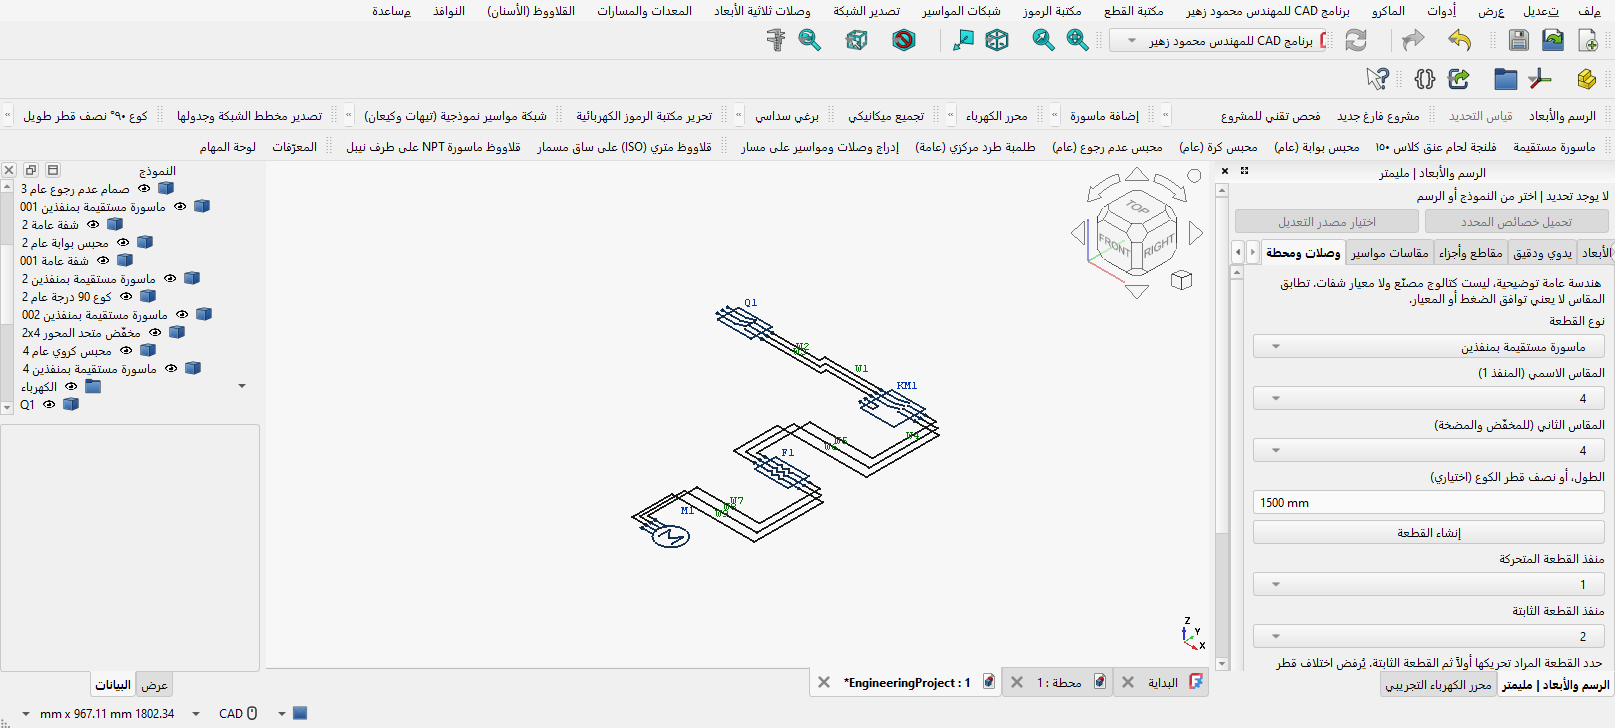 ملف تعديل عرض أدوات الماكرو برنامج CAD للمهندس محمود زهير مكتبة القطع مكتبة الرموز شبكات المواسير تصدير الشبكة وصلات ثلاثية الأبعاد المعدات والمسارات القلاووظ (الأسنان) النوافذ مساعدة
برنامج CAD للمهندس محمود زهير
الرسم والأبعاد قياس التحديد مشروع فارغ جديد فحص تقني للمشروع إضافة ماسورة محرر الكهرباء تجميع ميكانيكي برغي سداسي تحرير مكتبة الرموز الكهربائية شبكة مواسير نموذجية (تيهات وكيعان) تصدير مخطط الشبكة وجدولها كوع ٩٠° نصف قطر طويل
ماسورة مستقيمة فلنجة لحام عنق كلاس ١٥٠ محبس بوابة (عام) محبس كرة (عام) محبس عدم رجوع (عام) طلمبة طرد مركزي (عامة) إدراج وصلات ومواسير على مسار قلاووظ متري (ISO) على ساق مسمار قلاووظ ماسورة NPT على طرف نيبل المعرّفات لوحة المهام
الرسم والأبعاد | مليمتر
لا يوجد تحديد | اختر من النموذج أو الرسم
تحميل خصائص المحدد اختيار مصدر التعديل
الأبعاد يدوي ودقيق مقاطع وأجزاء مقاسات مواسير وصلات ومحطة
هندسة عامة توضيحية، ليست كتالوج مصنّع ولا معيار شفات. تطابق
المقاس لا يعني توافق الضغط أو المعيار.
نوع القطعة
ماسورة مستقيمة بمنفذين
المقاس الاسمي (المنفذ 1)
4
المقاس الثاني (للمخفّض والمضخة)
4
الطول، أو نصف قطر الكوع (اختياري)
1500 mm
إنشاء القطعة
منفذ القطعة المتحركة
1
منفذ القطعة الثابتة
2
حدد القطعة المراد تحريكها أولاً ثم القطعة الثابتة. يُرفض اختلاف قطر
الرسم والأبعاد | مليمتر محرر الكهرباء التجريبي
TOP
FRONT
RIGHT
Q1
W2
W1
KM1
W4
W5
F1
W7
M1
Z
Y
X
النموذج
صمام عدم رجوع عام 3
ماسورة مستقيمة بمنفذين 001
شفة عامة 2
محبس بوابة عام 2
شفة عامة 001
ماسورة مستقيمة بمنفذين 2
كوع 90 درجة عام 2
ماسورة مستقيمة بمنفذين 002
مخفّض متحد المحور 2x4
محبس كروي عام 4
ماسورة مستقيمة بمنفذين 4
الكهرباء
Q1
عرض البيانات
البداية محطة : 1 EngineeringProject : 1*
mm x 967.11 mm 1802.34 CAD